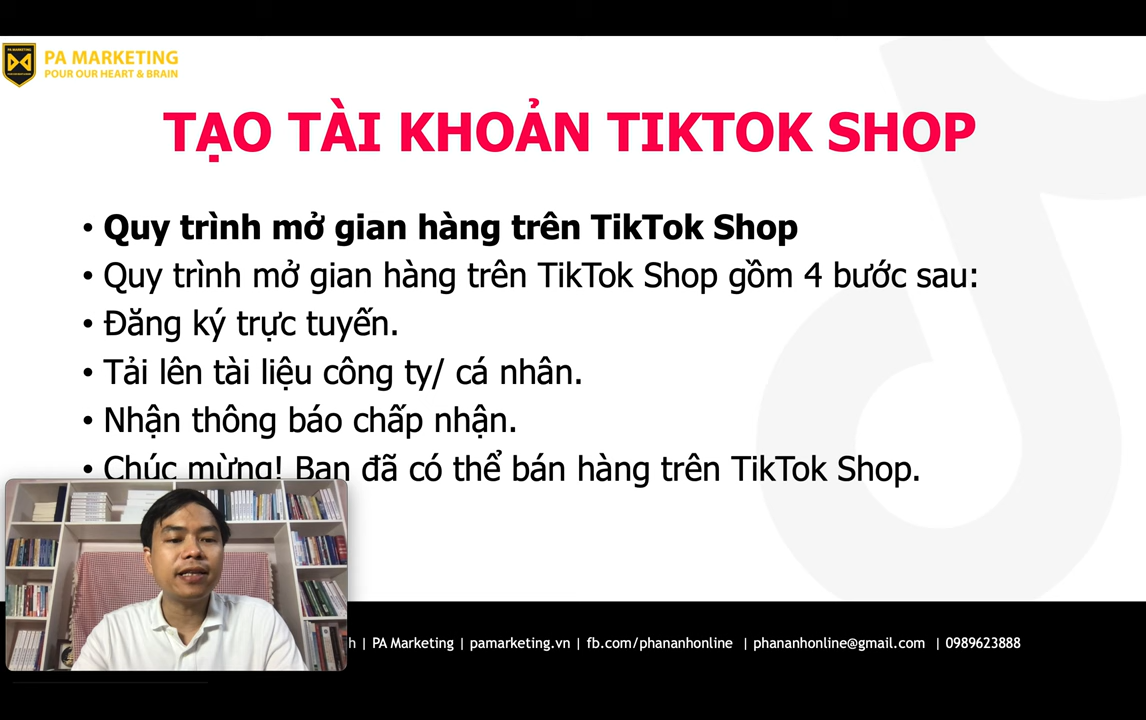 PA MARKETING
POUR OUR HEART & BRAIN
TẠO TÀI KHOẢN TIKTOK SHOP
• Quy trình mở gian hàng trên TikTok Shop
• Quy trình mở gian hàng trên TikTok Shop gồm 4 bước sau:
• Đăng ký trực tuyến.
• Tải lên tài liệu công ty/ cá nhân.
• Nhận thông báo chấp nhận.
• Chúc mừng! Bạn đã có thể bán hàng trên TikTok Shop.
h | PA Marketing | pamarketing.vn | fb.com/phananhonline | phananhonline@gmail.com | 0989623888